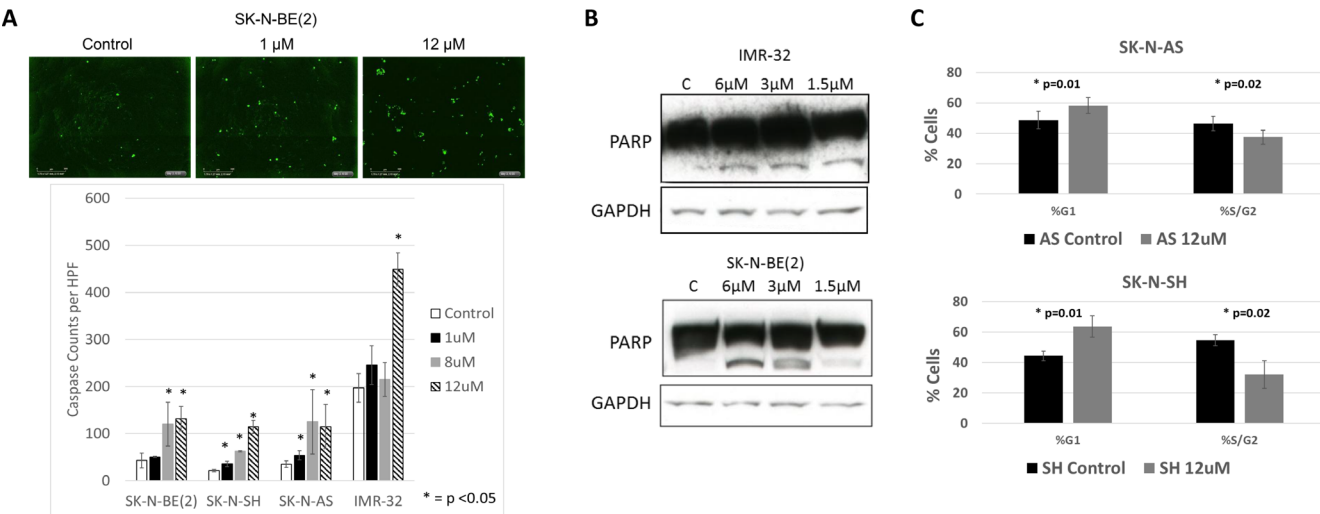 A
SK-N-BE(2)
Control 1 µM 12 µM
600
500
400
300
200
100
0
Caspase Counts per HPF
* * * * * * * * *
SK-N-BE(2) SK-N-SH SK-N-AS IMR-32
Control
1uM
8uM
12uM
* = p <0.05
B
IMR-32
C 6µM 3µM 1.5µM
PARP
GAPDH
SK-N-BE(2)
C 6µM 3µM 1.5µM
PARP
GAPDH
C
SK-N-AS
80
60
40
20
0
% Cells
* p=0.01 * p=0.02
%G1 %S/G2
AS Control AS 12uM
SK-N-SH
80
60
40
20
0
% Cells
* p=0.01 * p=0.02
%G1 %S/G2
SH Control SH 12uM